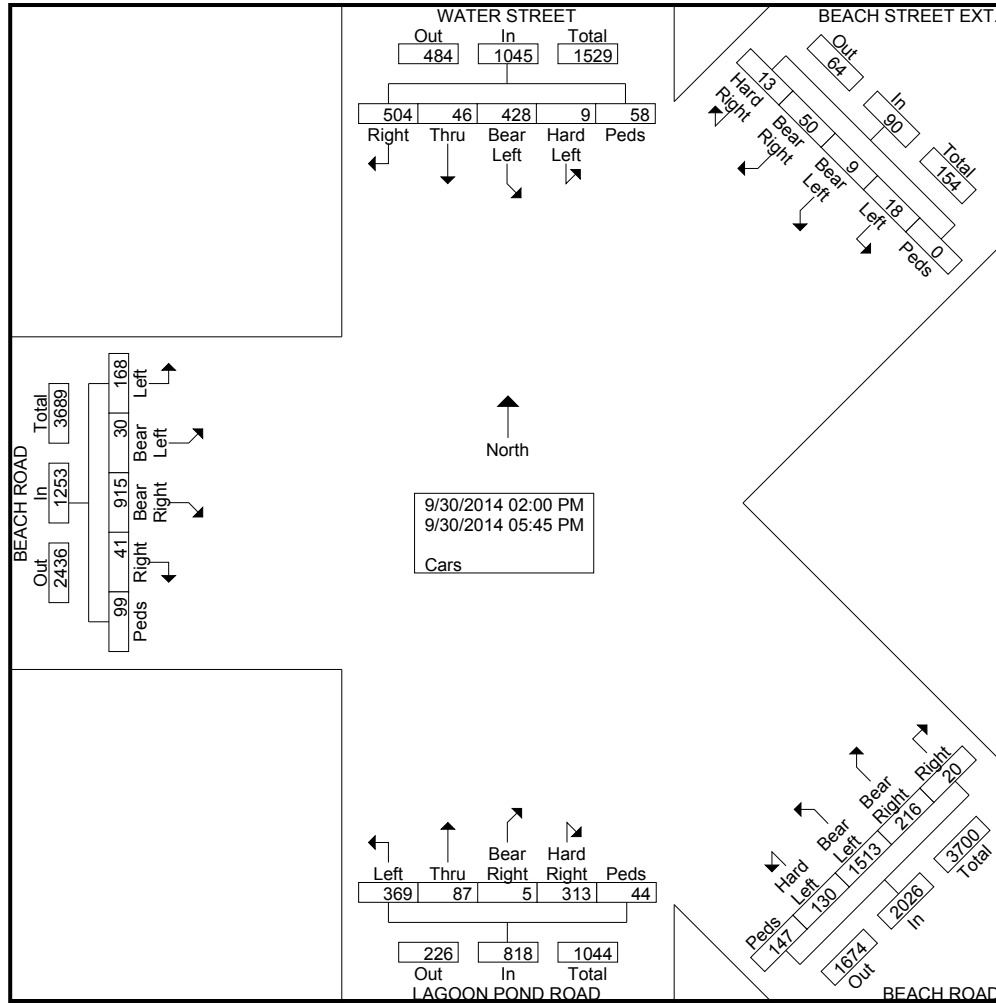 WATER STREET
Out In Total
484 1045 1529
504 46 428 9 58
Right Thru Bear Left Hard Left Peds
BEACH STREET EXT.
Out In Total
64 90 154
13 50 9 18 0
Hard Right Bear Right Bear Left Left Peds
BEACH ROAD
Out In Total
2436 1253 3689
168 30 915 41 99
Left Bear Left Bear Right Right Peds
North
9/30/2014 02:00 PM
9/30/2014 05:45 PM
Cars
Left Thru Bear Right Hard Right Peds
369 87 5 313 44
226 818 1044
Out In Total
LAGOON POND ROAD
Peds Hard Left Bear Left Bear Right Right
147 130 1513 216 20
1674 2026 3700
Out In Total
BEACH ROAD